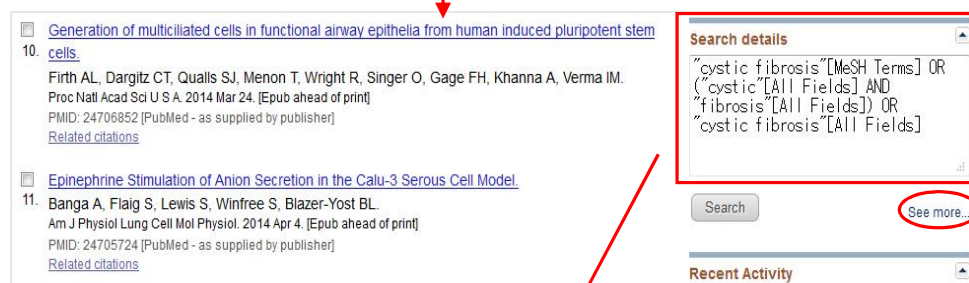 Generation of multiciliated cells in functional airway epithelia from human induced pluripotent stem
10. cells.
Firth AL, Dargitz CT, Qualls SJ, Menon T, Wright R, Singer O, Gage FH, Khanna A, Verma IM.
Proc Natl Acad Sci U S A. 2014 Mar 24. [Epub ahead of print]
PMID: 24706852 [PubMed - as supplied by publisher]
Related citations
Epinephrine Stimulation of Anion Secretion in the Calu-3 Serous Cell Model.
11. Banga A, Flaig S, Lewis S, Winfree S, Blazer-Yost BL.
Am J Physiol Lung Cell Mol Physiol. 2014 Apr 4. [Epub ahead of print]
PMID: 24705724 [PubMed - as supplied by publisher]
Related citations
Search details
"cystic fibrosis"[MeSH Terms] OR
("cystic"[All Fields] AND
"fibrosis"[All Fields]) OR
"cystic fibrosis"[All Fields]
Search
See more...
Recent Activity